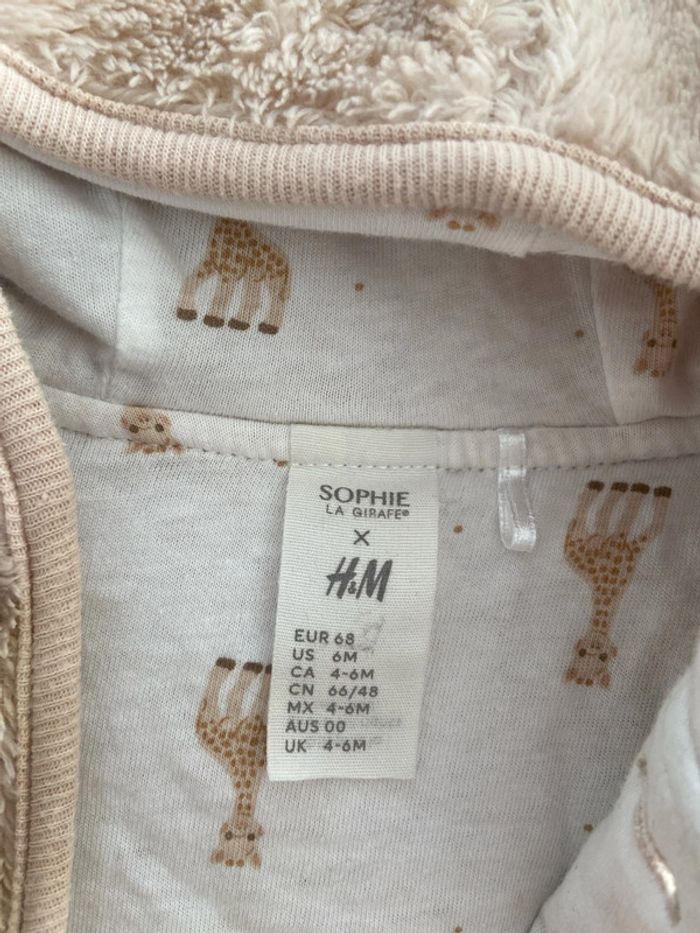 SOPHIE
LA GIRAFE®
X
H&M
EUR 68
US 6M
CA 4-6M
CN 66/48
MX 4-6M
AUS 00
UK 4-6M